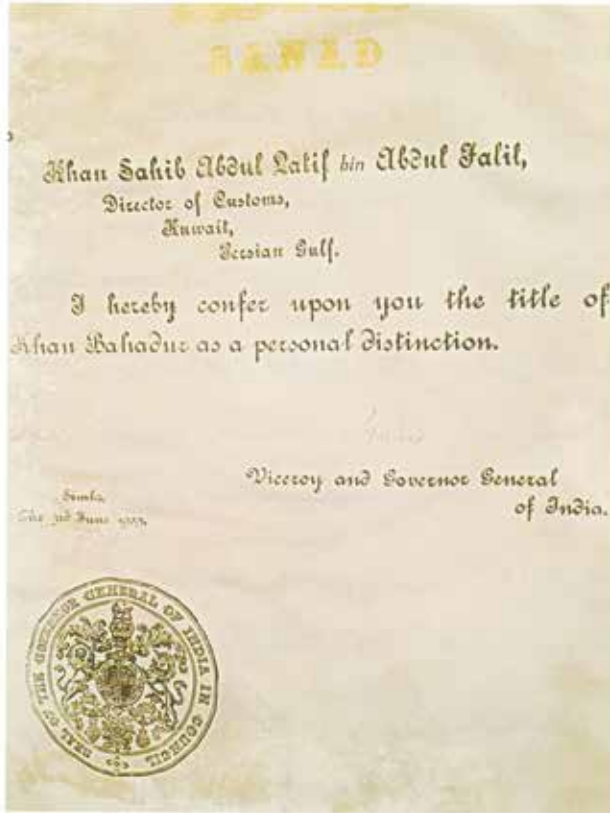 SANAD
Khan Sahib Abdul Latif bin Abdul Jalil,
Director of Customs,
Kuwait,
Persian Gulf.
I hereby confer upon you the title of
Khan Bahadur as a personal distinction.
Viceroy and Governor General
of India.
Simla,
The 3d June
SEAL OF THE GOVERNOR GENERAL OF INDIA IN COUNCIL